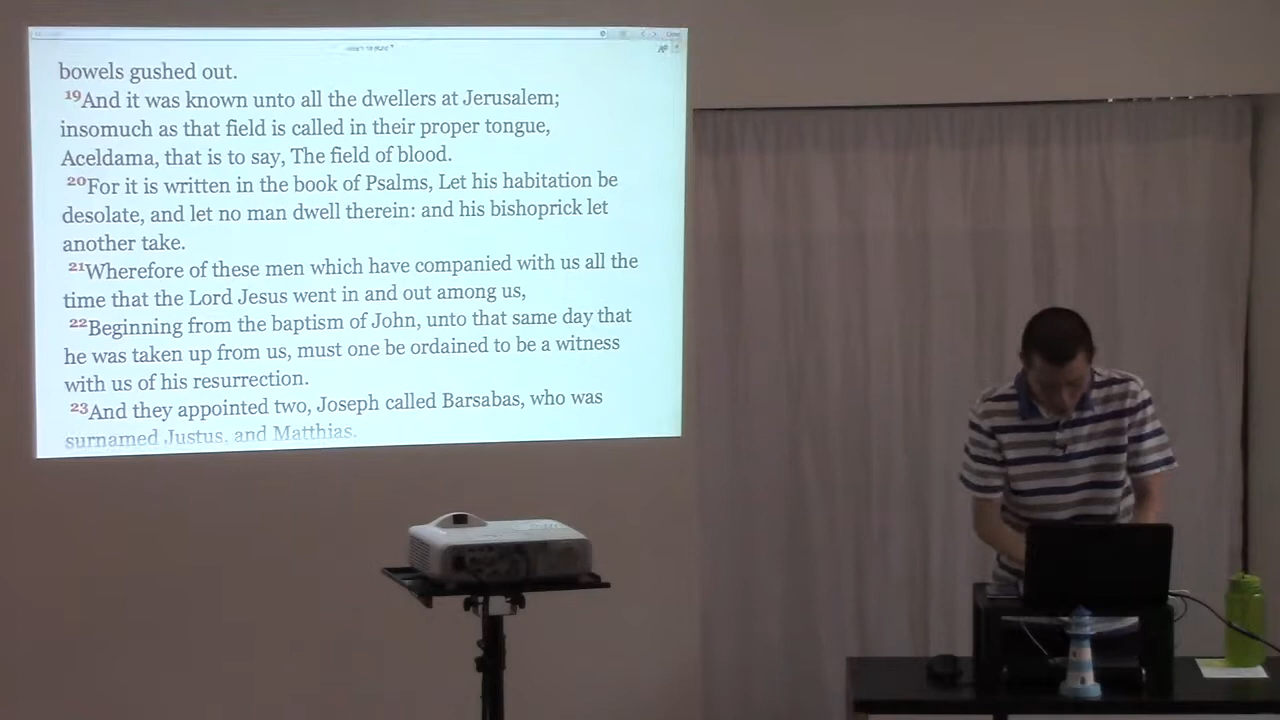 bowels gushed out.
19And it was known unto all the dwellers at Jerusalem;
insomuch as that field is called in their proper tongue,
Aceldama, that is to say, The field of blood.
20For it is written in the book of Psalms, Let his habitation be
desolate, and let no man dwell therein: and his bishoprick let
another take.
21Wherefore of these men which have companied with us all the
time that the Lord Jesus went in and out among us,
22Beginning from the baptism of John, unto that same day that
he was taken up from us, must one be ordained to be a witness
with us of his resurrection.
23And they appointed two, Joseph called Barsabas, who was
surnamed Justus, and Matthias.